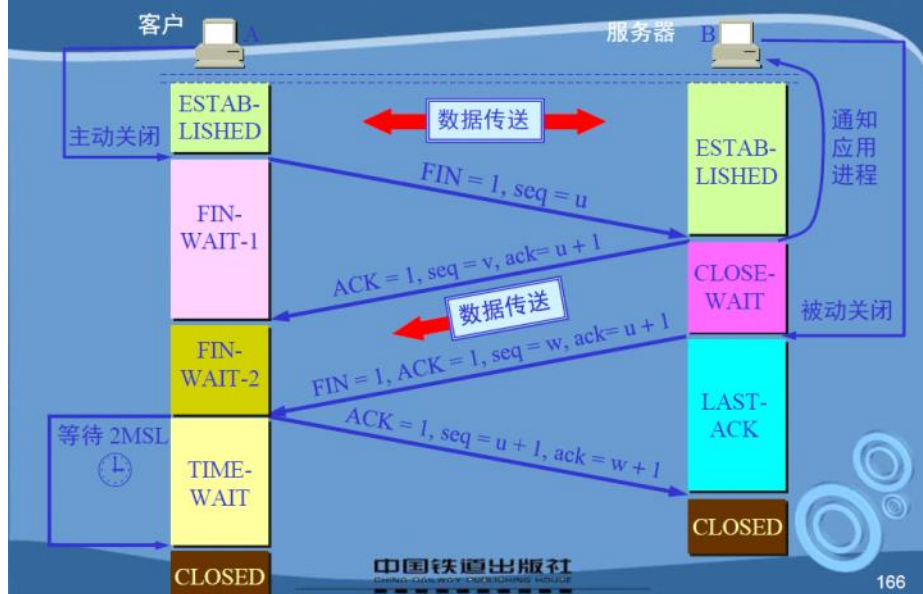 客户
A
服务器
B
ESTAB-
LISHED
主动关闭
数据传送
ESTAB-
LISHED
通知
应用
进程
FIN = 1, seq = u
FIN-
WAIT-1
ACK = 1, seq = v, ack= u + 1
CLOSE-
WAIT
数据传送
被动关闭
FIN-
WAIT-2
FIN = 1, ACK = 1, seq = w, ack= u + 1
LAST-
ACK
等待 2MSL
ACK = 1, seq = u + 1, ack = w + 1
TIME-
WAIT
CLOSED
CLOSED
中国铁道出版社
CHINA RAILWAY PUBLISHING HOUSE
166